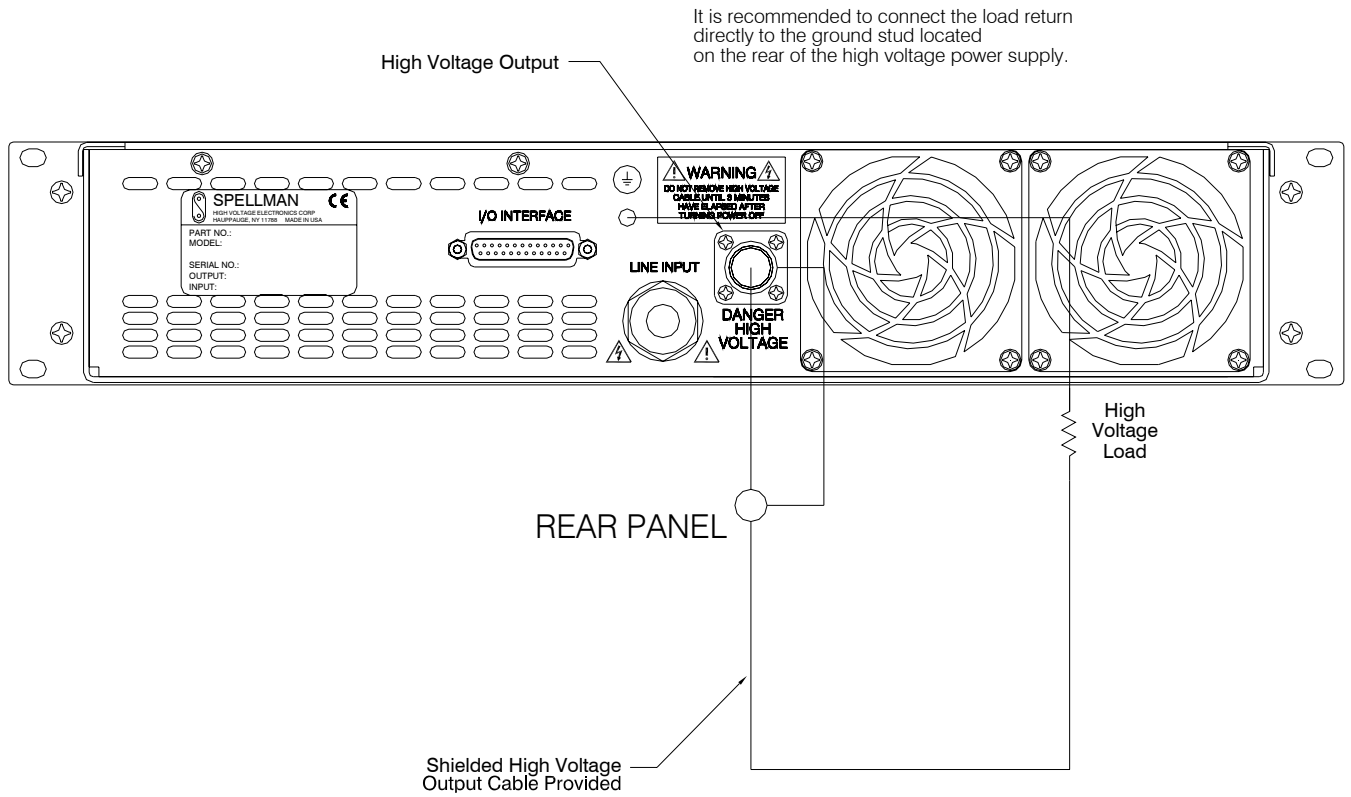 It is recommended to connect the load return
directly to the ground stud located
on the rear of the high voltage power supply.
High Voltage Output
WARNING
DO NOT REMOVE HIGH VOLTAGE
CABLE UNTIL 3 MINUTES
HAVE ELAPSED AFTER
TURNING POWER OFF
SPELLMAN
CE
HIGH VOLTAGE ELECTRONICS CORP
HAUPPAUGE, NY 11788 MADE IN USA
PART NO.:
MODEL:
SERIAL NO.:
OUTPUT:
INPUT:
I/O INTERFACE
LINE INPUT
DANGER
HIGH
VOLTAGE
High
Voltage
Load
REAR PANEL
Shielded High Voltage
Output Cable Provided